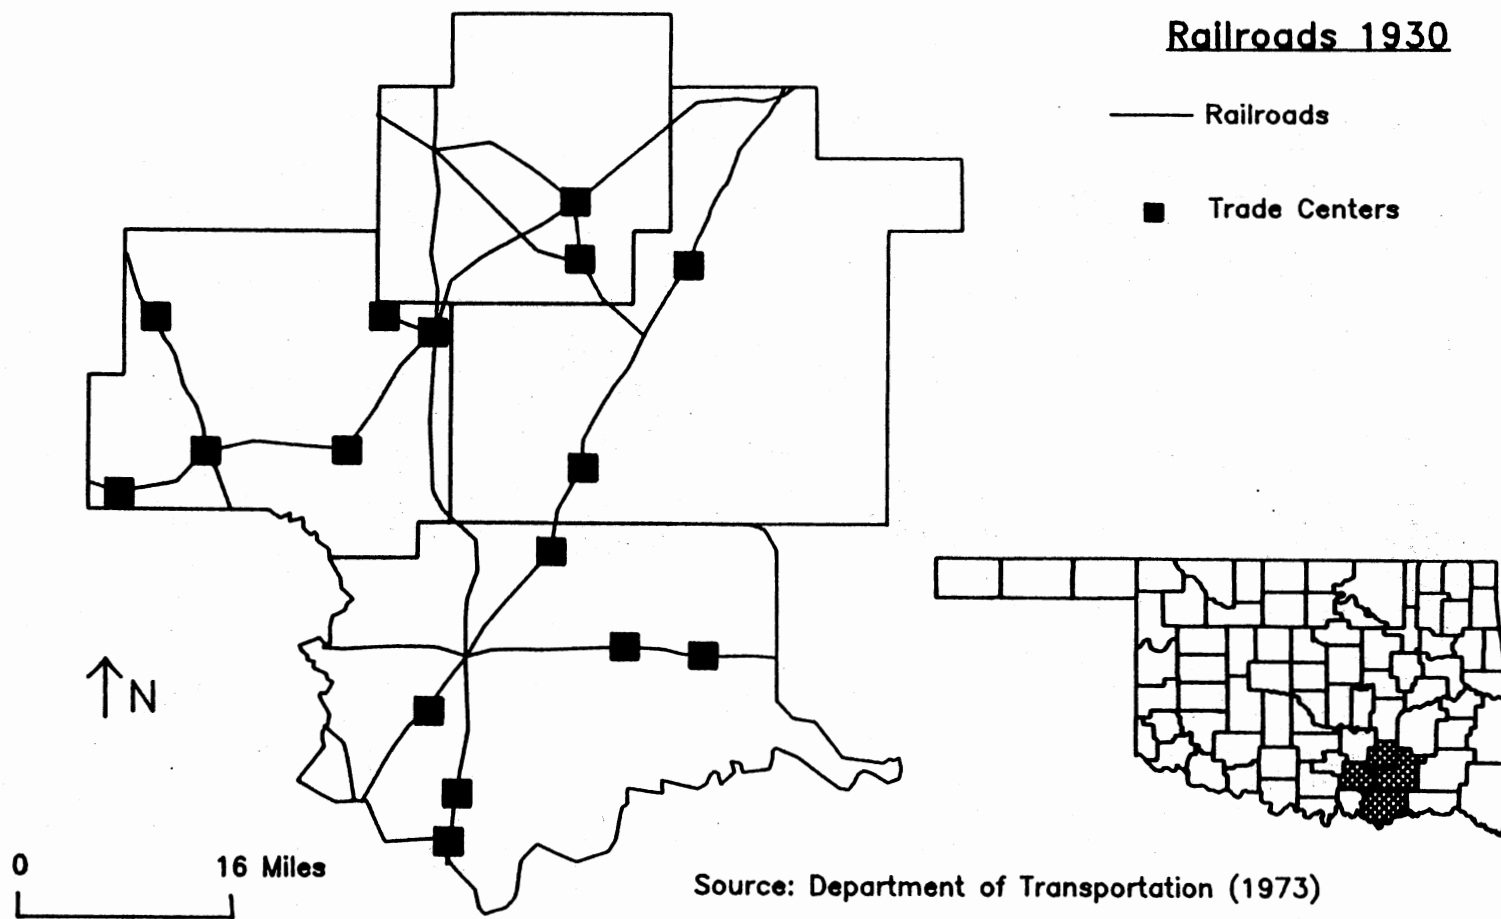 Railroads 1930
Railroads
Trade Centers
N
0 16 Miles
Source: Department of Transportation (1973)